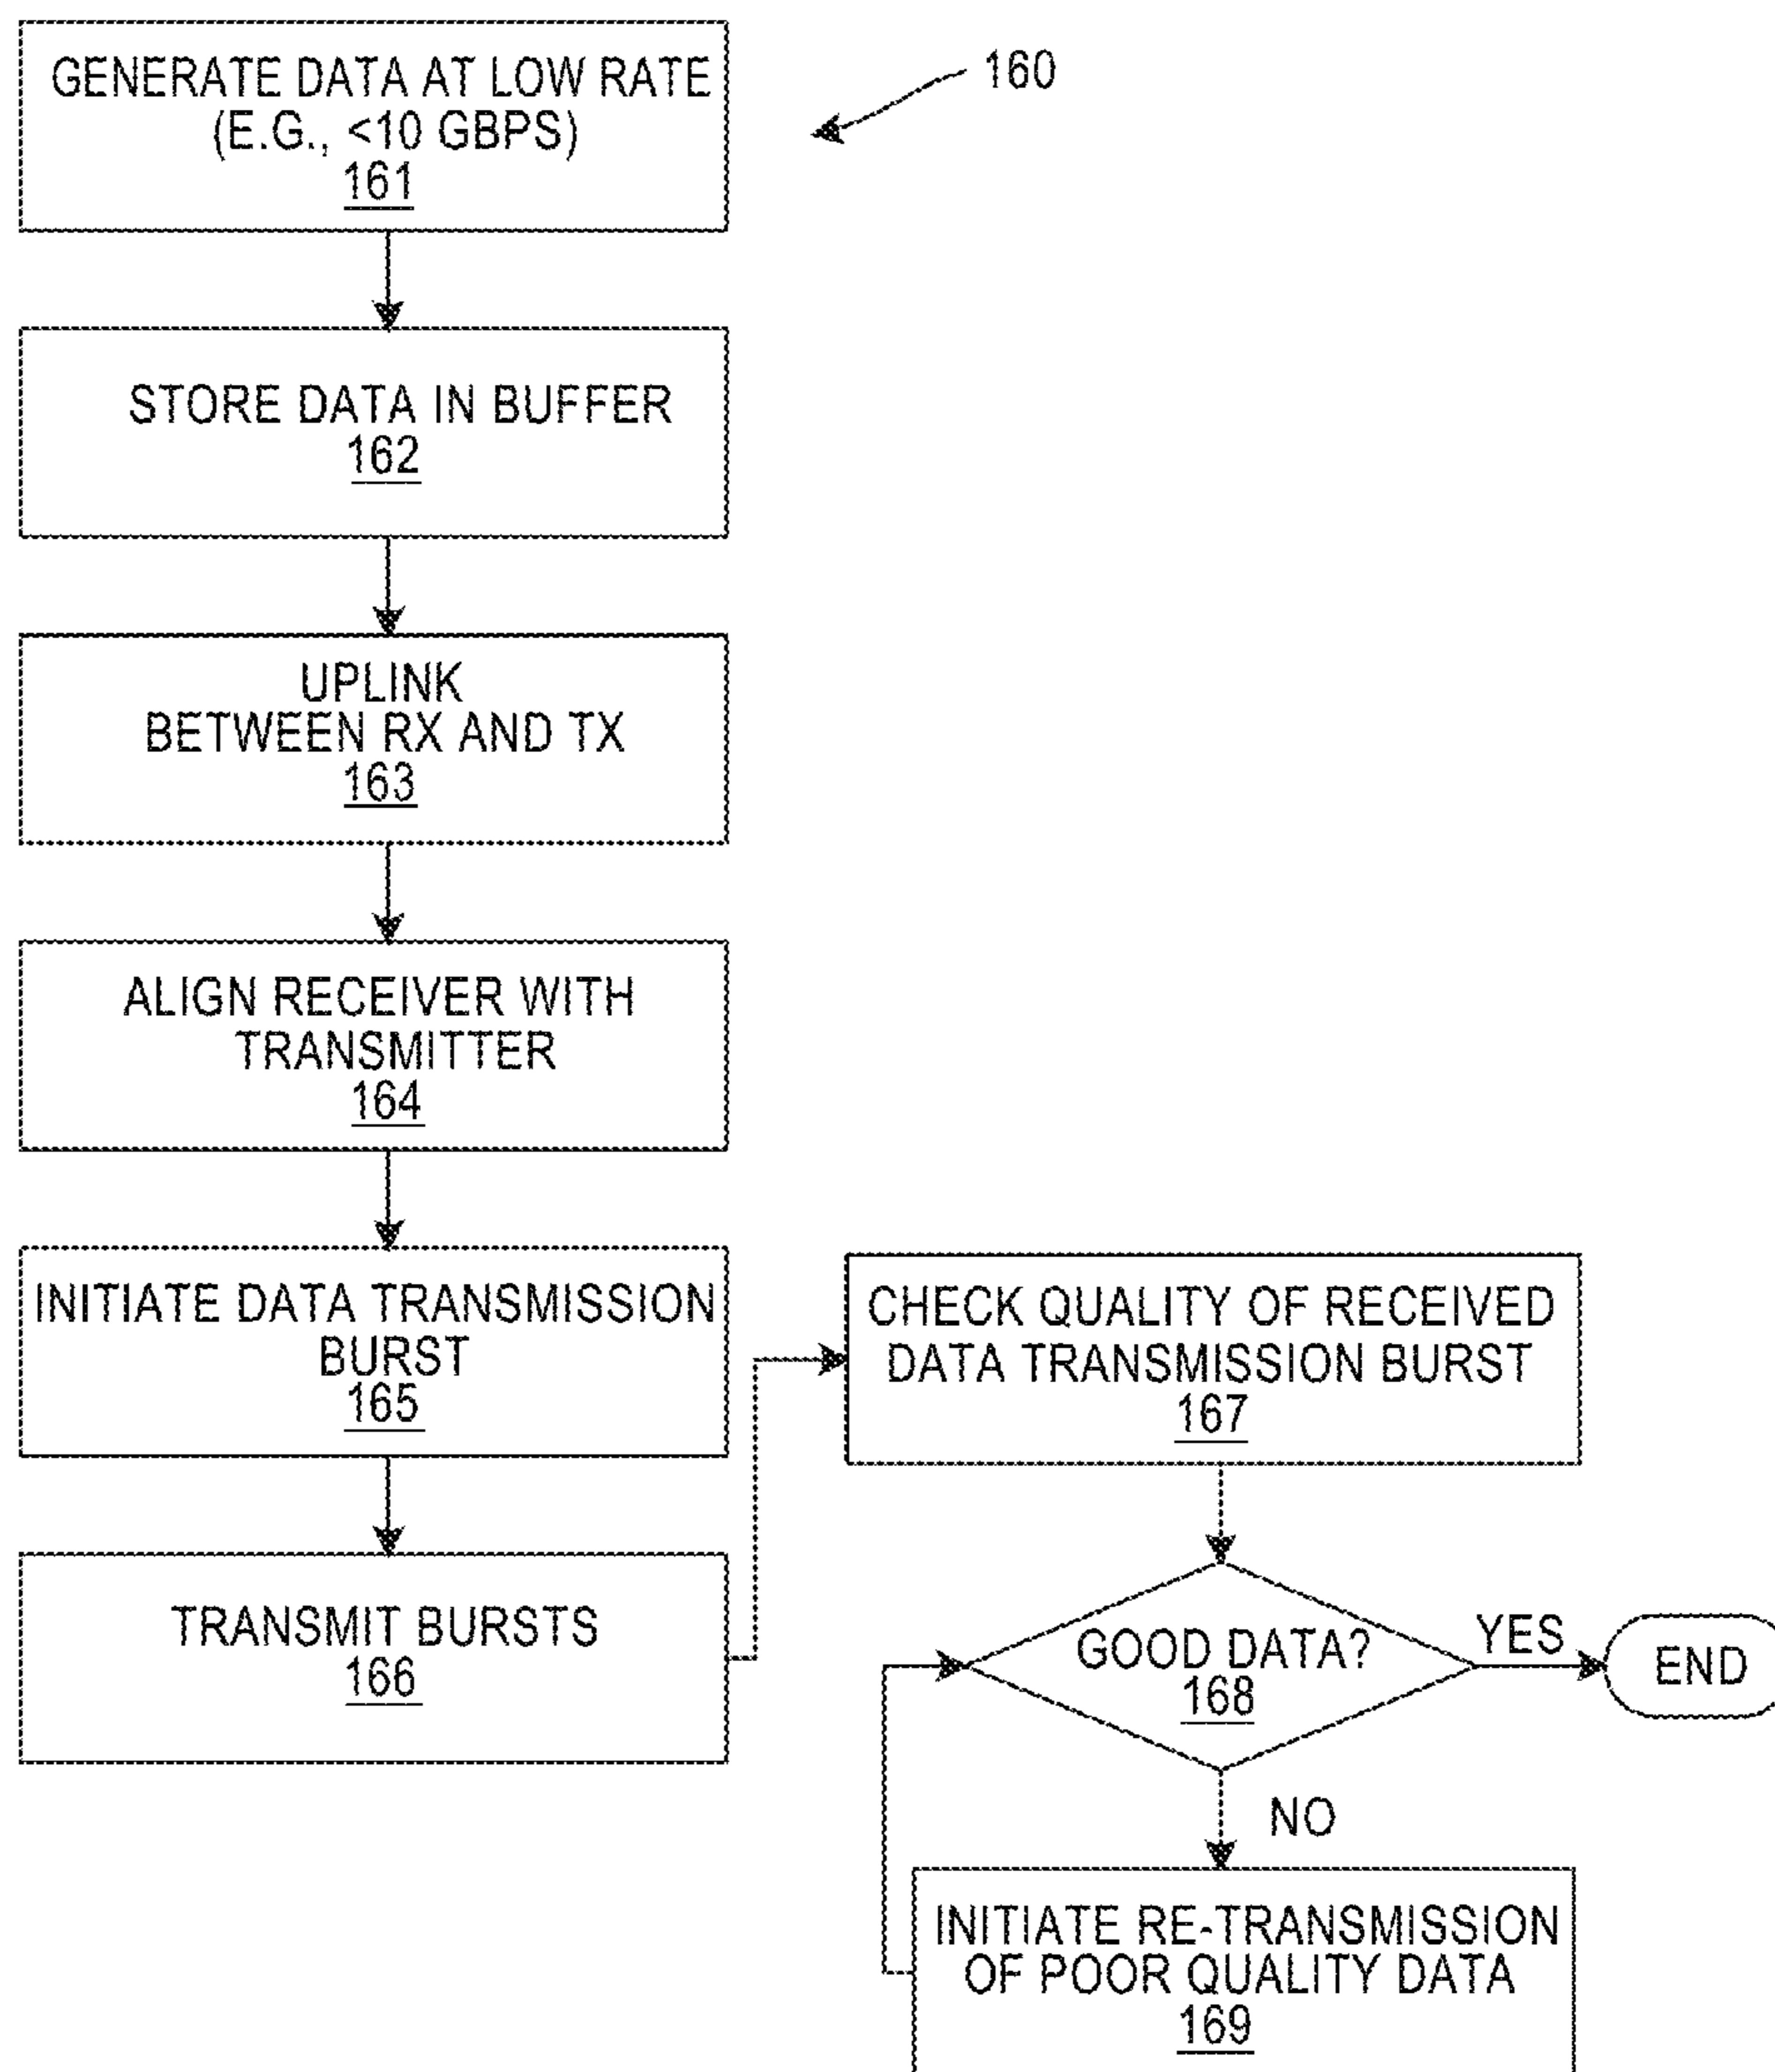 GENERATE DATA AT LOW RATE
(E.G., <10 GBPS)
161
160
STORE DATA IN BUFFER
162
UPLINK
BETWEEN RX AND TX
163
ALIGN RECEIVER WITH
TRANSMITTER
164
INITIATE DATA TRANSMISSION
BURST
165
TRANSMIT BURSTS
166
CHECK QUALITY OF RECEIVED
DATA TRANSMISSION BURST
167
GOOD DATA?
168
YES
END
NO
INITIATE RE-TRANSMISSION
OF POOR QUALITY DATA
169